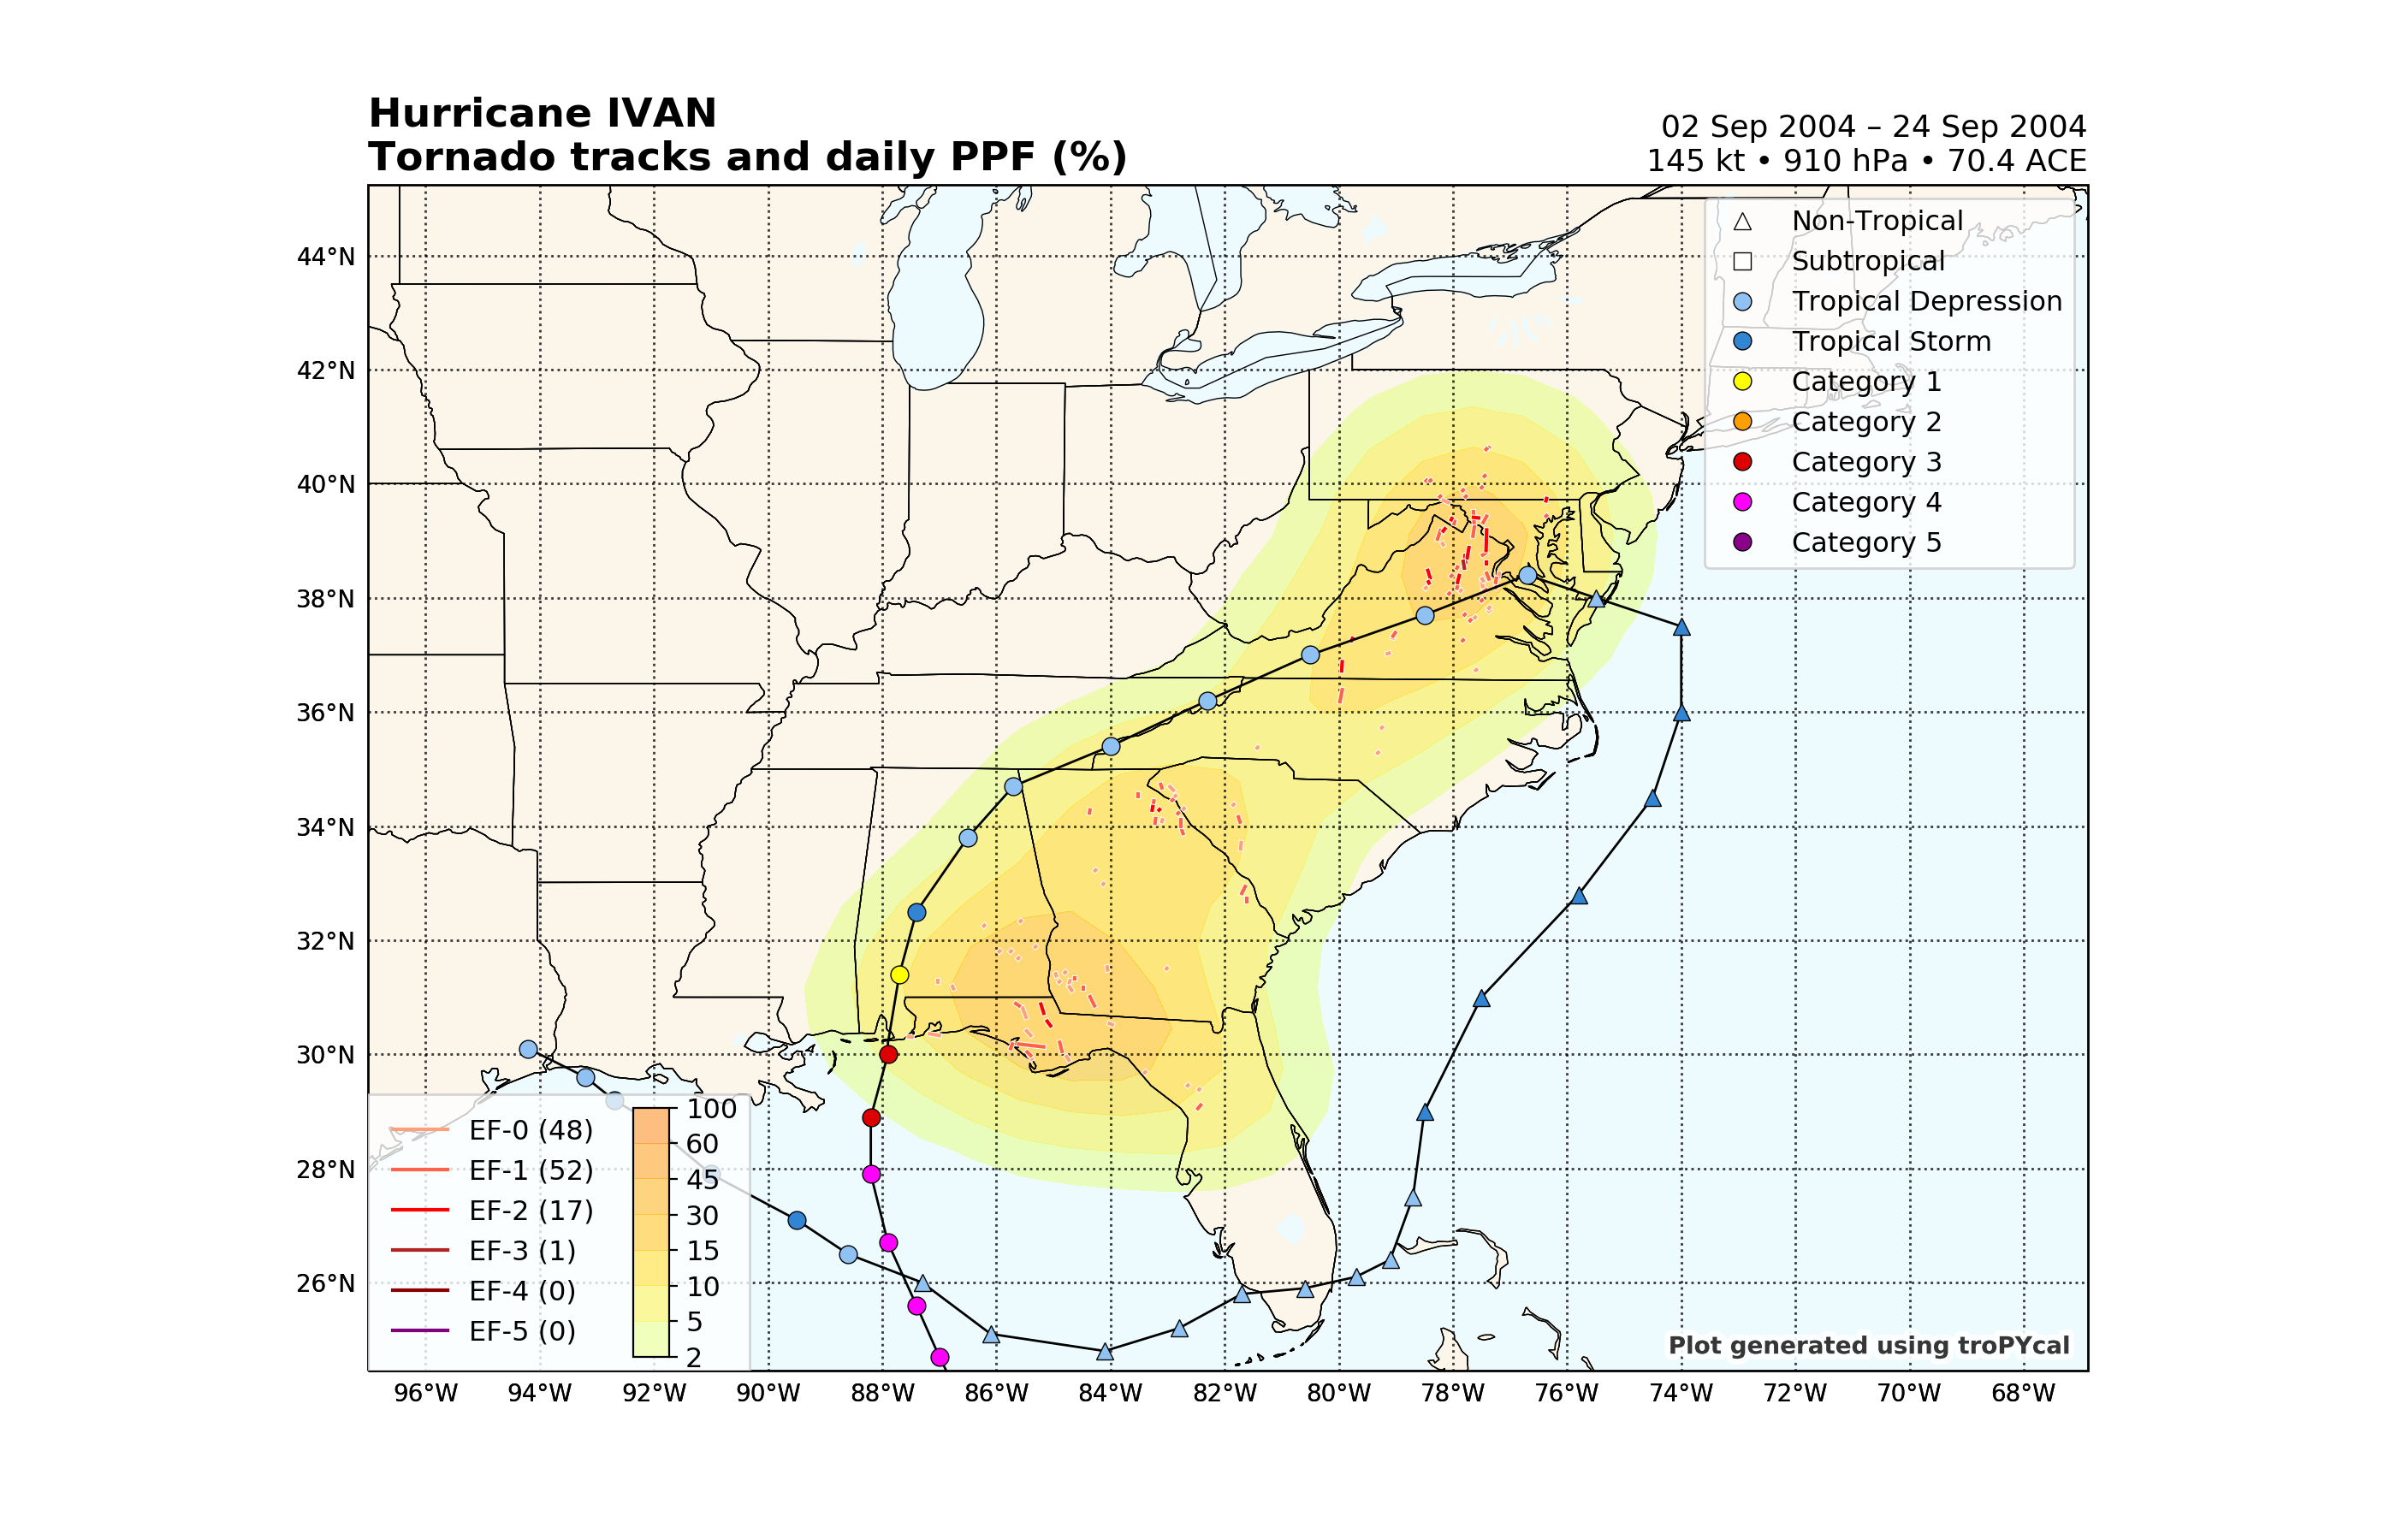 Hurricane IVAN
Tornado tracks and daily PPF (%)
02 Sep 2004 – 24 Sep 2004
145 kt • 910 hPa • 70.4 ACE
44°N
42°N
40°N
38°N
36°N
34°N
32°N
30°N
28°N
26°N
Non-Tropical
Subtropical
Tropical Depression
Tropical Storm
Category 1
Category 2
Category 3
Category 4
Category 5
EF-0 (48)
EF-1 (52)
EF-2 (17)
EF-3 (1)
EF-4 (0)
EF-5 (0)
100
60
45
30
15
10
5
2
Plot generated using troPYcal
96°W 94°W 92°W 90°W 88°W 86°W 84°W 82°W 80°W 78°W 76°W 74°W 72°W 70°W 68°W